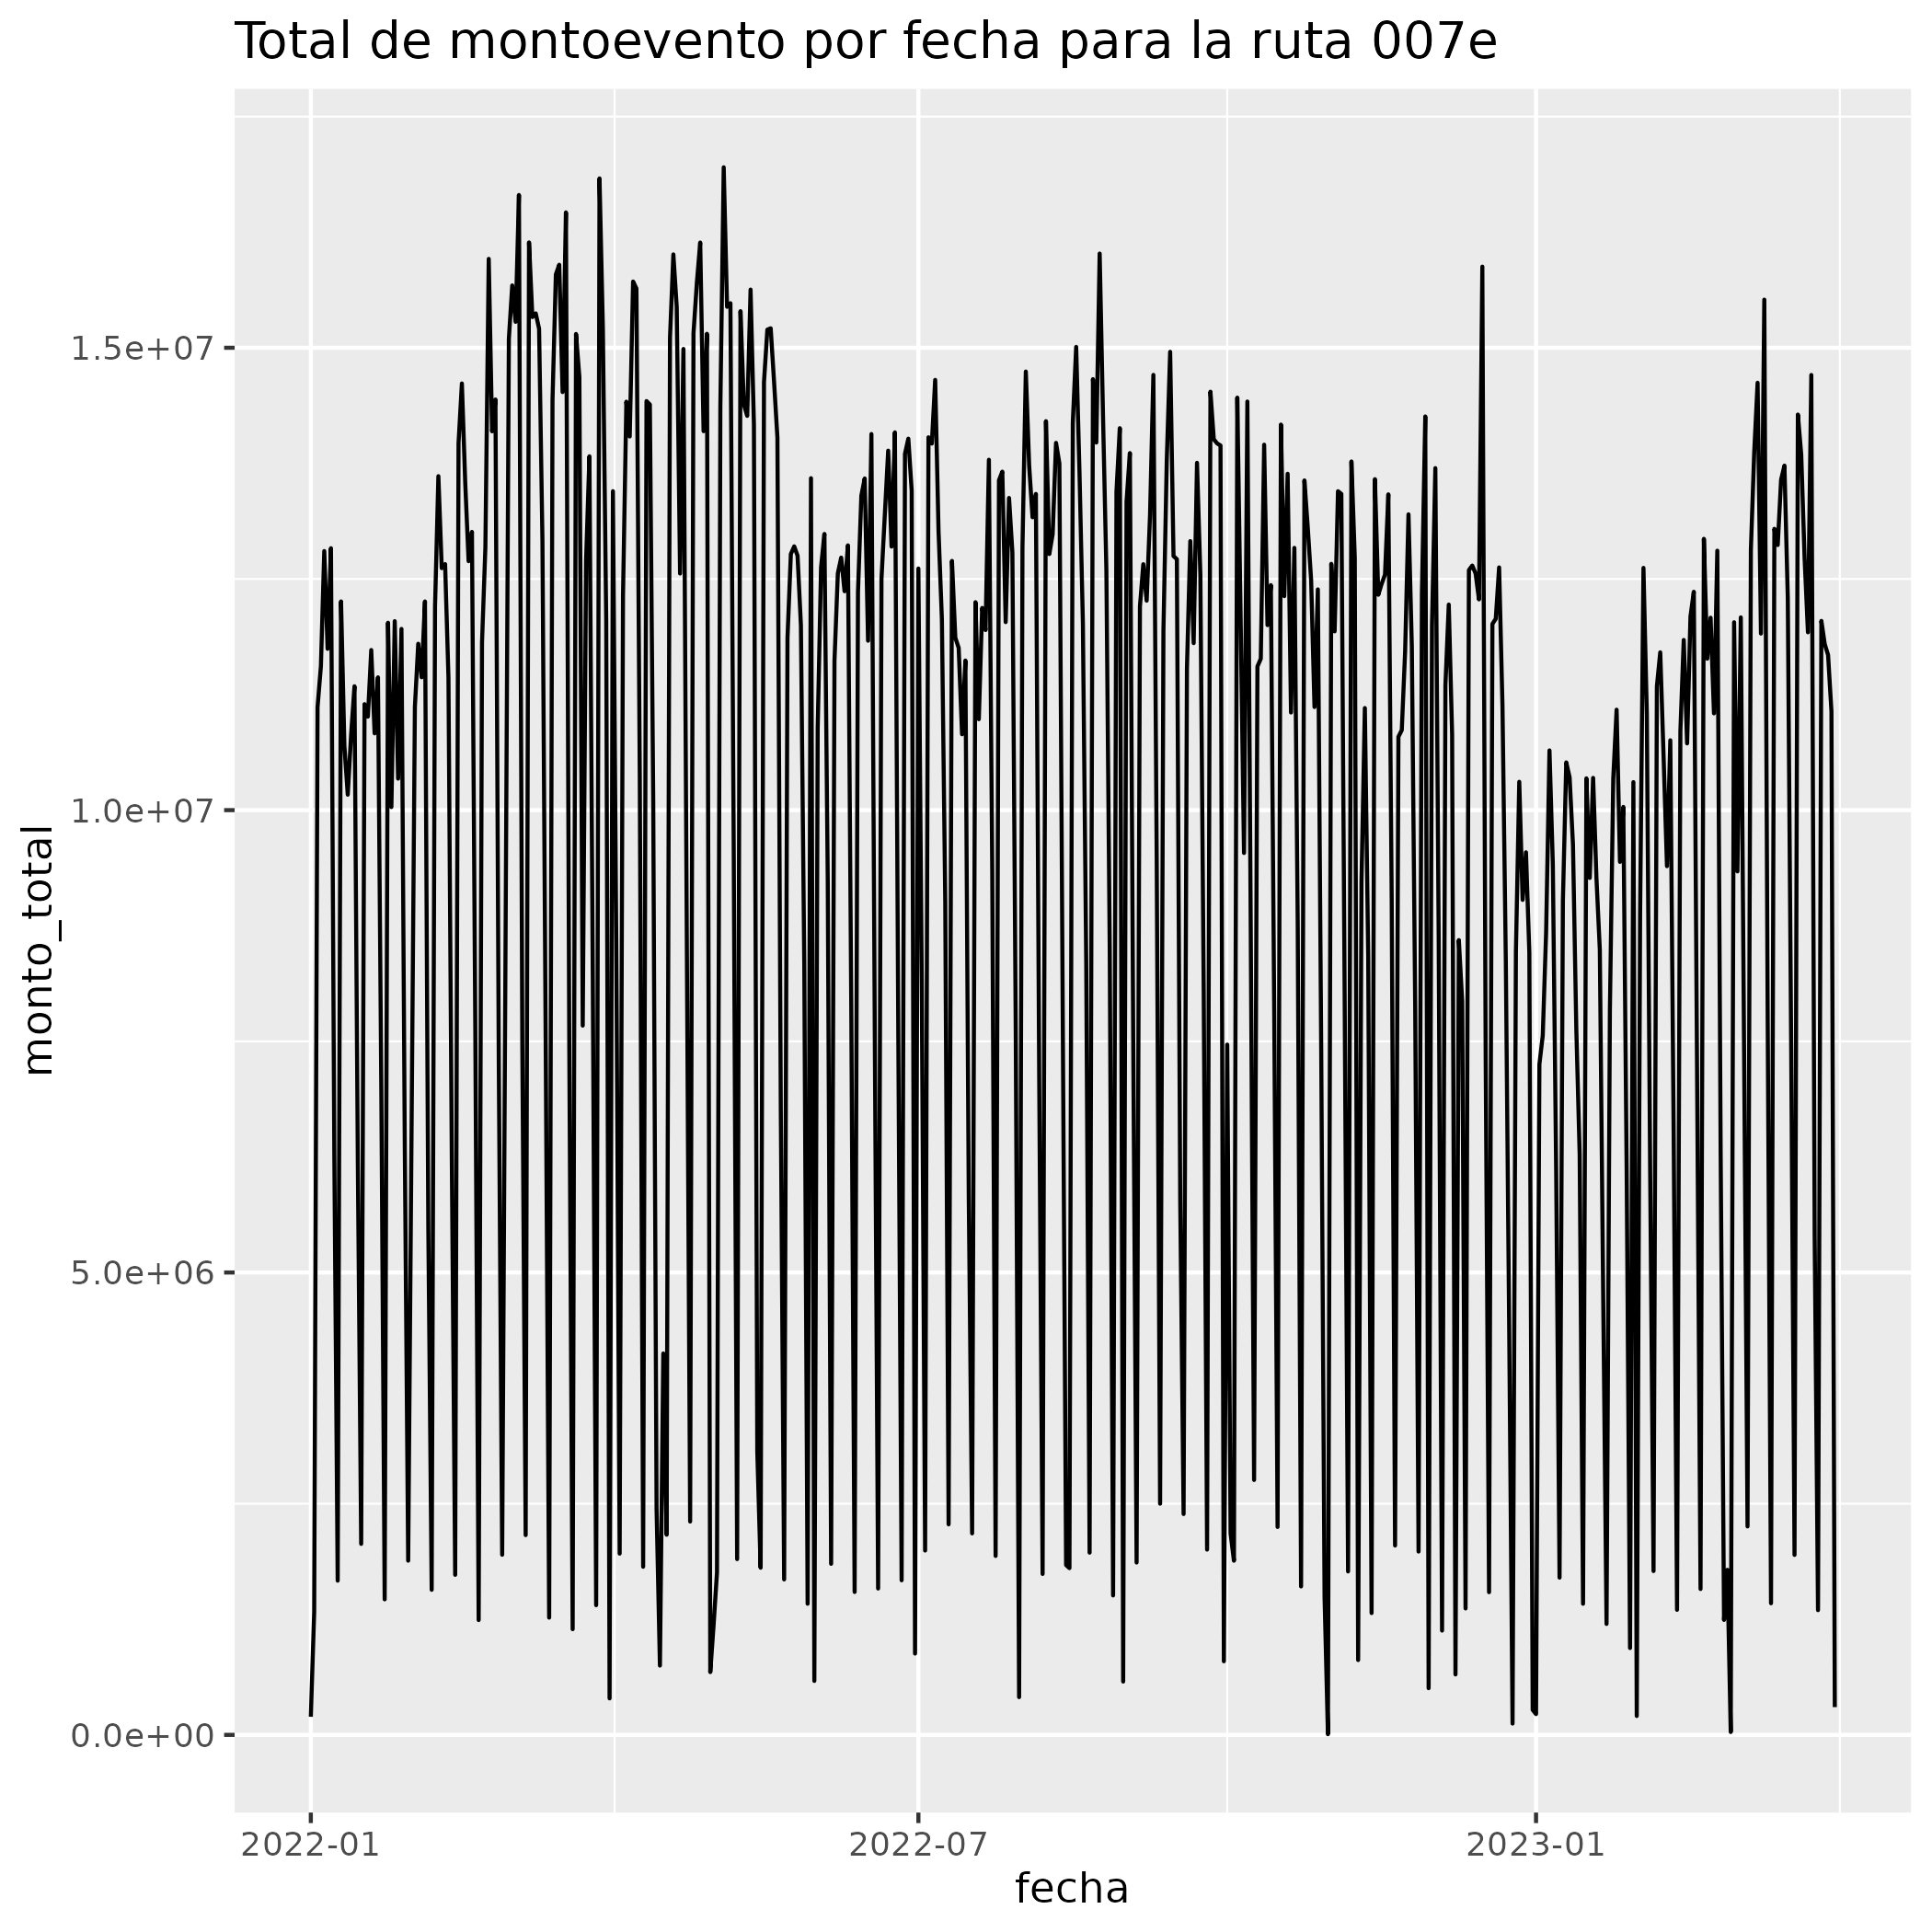 Total de montoevento por fecha para la ruta 007e
monto_total
1.5e+07
1.0e+07
5.0e+06
0.0e+00
2022-01
2022-07
2023-01
fecha